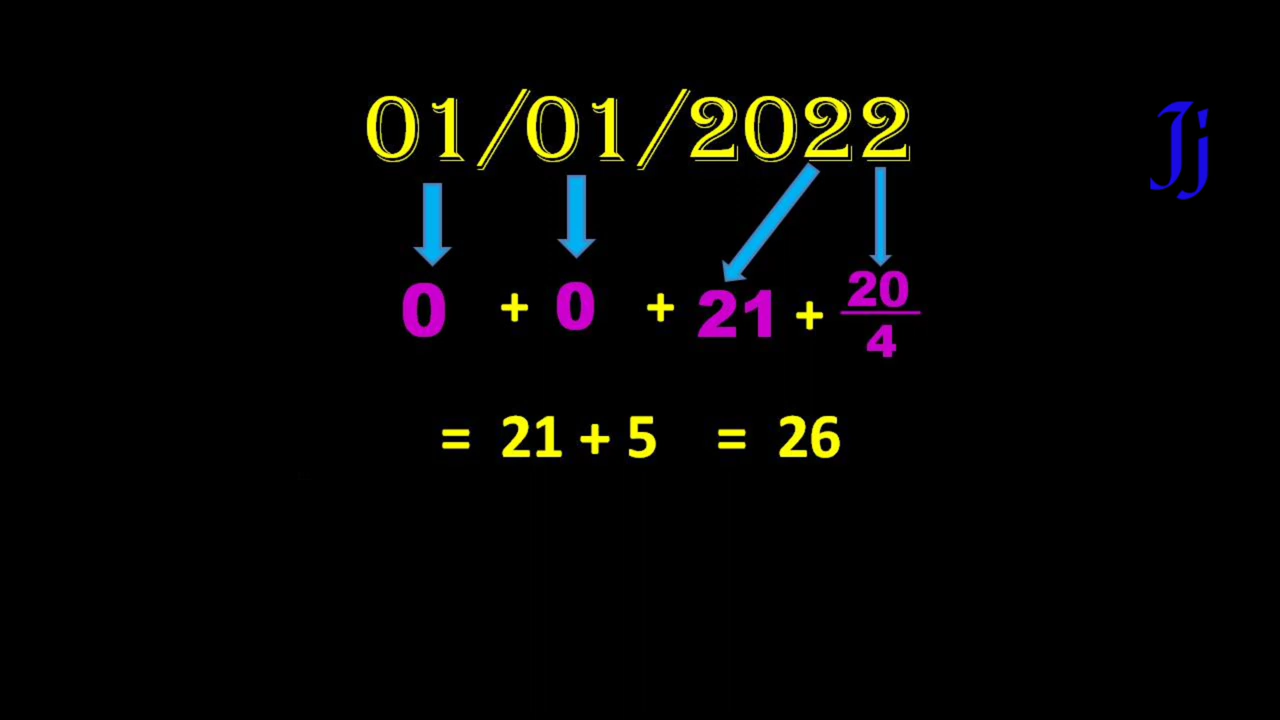 01/01/2022
Jj
0 + 0 + 21 + 20/4
= 21 + 5 = 26